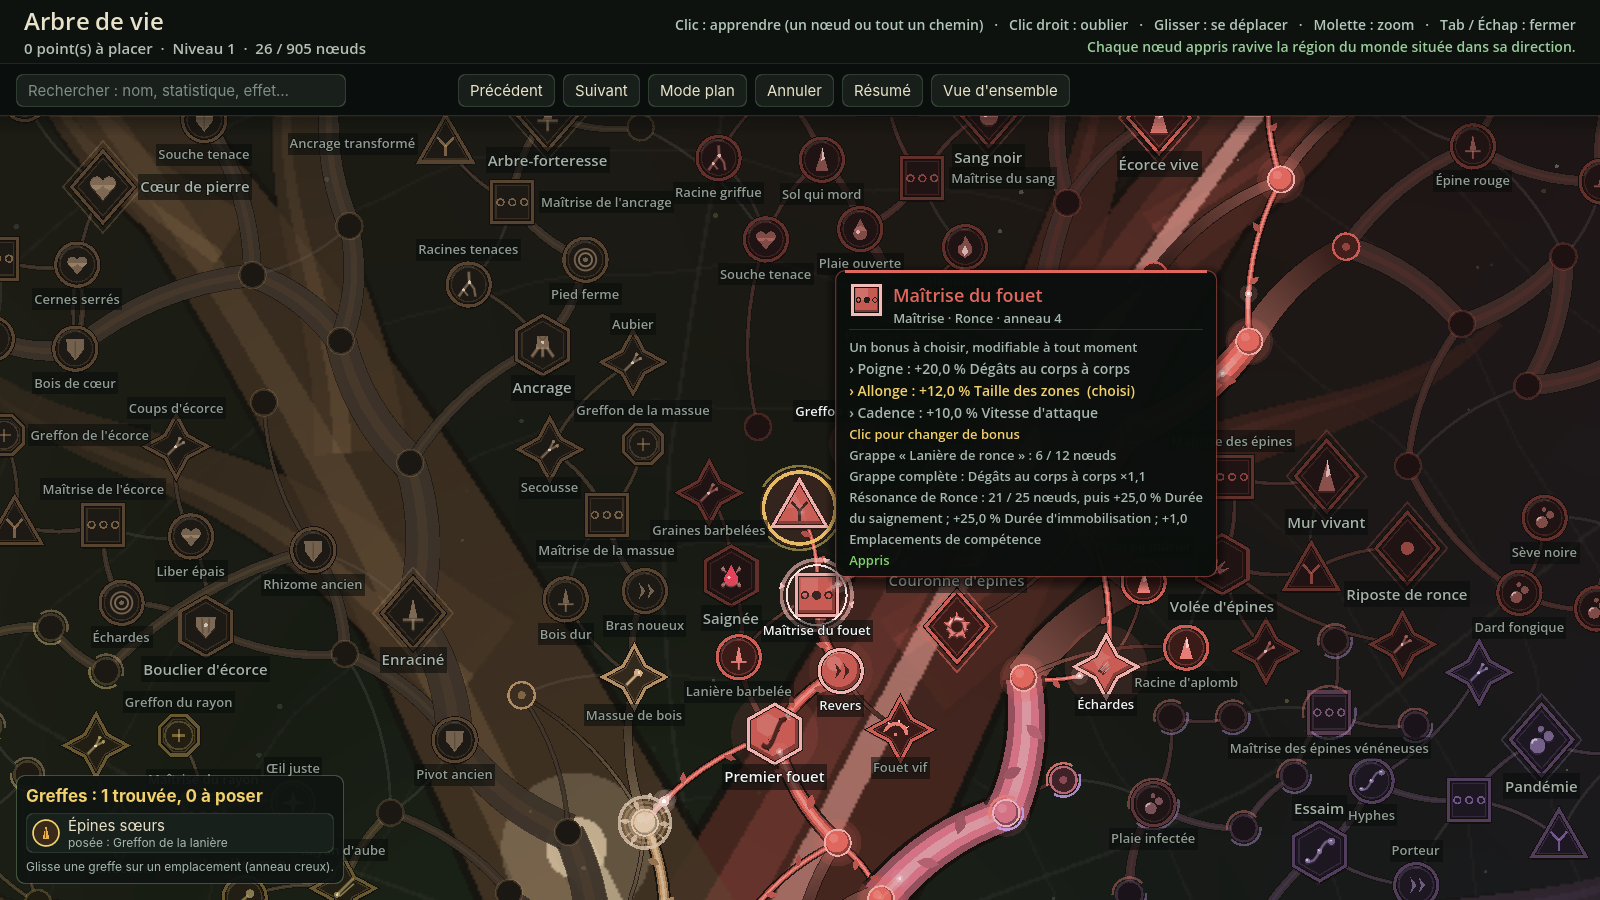 Arbre de vie
0 point(s) à placer · Niveau 1 · 26 / 905 nœuds
Clic : apprendre (un nœud ou tout un chemin) · Clic droit : oublier · Glisser : se déplacer · Molette : zoom · Tab / Échap : fermer
Chaque nœud appris ravive la région du monde située dans sa direction.
Rechercher : nom, statistique, effet...
Précédent
Suivant
Mode plan
Annuler
Résumé
Vue d'ensemble
Souche tenace
Ancrage transformé
Arbre-forteresse
Cœur de pierre
Maîtrise de l'ancrage
Racine griffue
Sol qui mord
Sang noir
Maîtrise du sang
Écorce vive
Épine rouge
Racines tenaces
Pied ferme
Souche tenace
Plaie ouverte
Cernes serrés
Aubier
Ancrage
Bois de cœur
Coups d'écorce
Greffon de l'écorce
Greffon de la massue
Greffo
Maîtrise du fouet
Maîtrise · Ronce · anneau 4
Un bonus à choisir, modifiable à tout moment
› Poigne : +20,0 % Dégâts au corps à corps
› Allonge : +12,0 % Taille des zones (choisi)
› Cadence : +10,0 % Vitesse d'attaque
Clic pour changer de bonus
Grappe « Lanière de ronce » : 6 / 12 nœuds
Grappe complète : Dégâts au corps à corps ×1,1
Résonance de Ronce : 21 / 25 nœuds, puis +25,0 % Durée
du saignement ; +25,0 % Durée d'immobilisation ; +1,0
Emplacements de compétence
Appris
e des épines
Maîtrise de l'écorce
Secousse
Graines barbelées
Mur vivant
Sève noire
Liber épais
Maîtrise de la massue
Rhizome ancien
Couronne d'épines
Riposte de ronce
Volée d'épines
Dard fongique
Échardes
Bois dur
Bras noueux
Saignée
Maîtrise du fouet
Bouclier d'écorce
Enraciné
Lanière barbelée
Racine d'aplomb
Greffon du rayon
Massue de bois
Revers
Échardes
Maîtrise des épines vénéneuses
Œil juste
Pivot ancien
Premier fouet
Fouet vif
Pandémie
Essaim
Hyphes
Plaie infectée
Porteur
d'aube
Greffes : 1 trouvée, 0 à poser
Épines sœurs
posée : Greffon de la lanière
Glisse une greffe sur un emplacement (anneau creux).